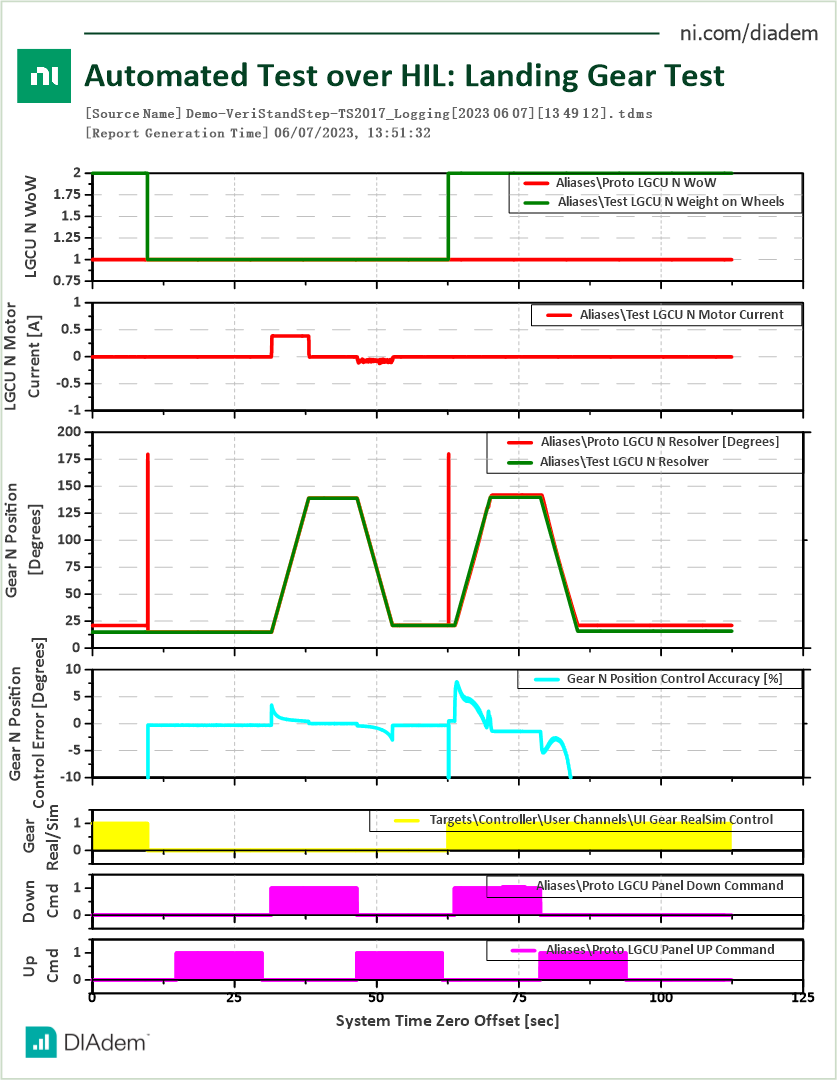 ni.com/diadem
ni
Automated Test over HIL: Landing Gear Test
[Source Name] Demo-VeriStandStep-TS2017_Logging[2023 06 07][13 49 12].tdms
[Report Generation Time] 06/07/2023, 13:51:32
LGCU N WoW
2
1.75
1.5
1.25
1
0.75
Aliases\Proto LGCU N WoW
Aliases\Test LGCU N Weight on Wheels
LGCU N Motor
Current [A]
1
0.5
0
-0.5
-1
Aliases\Test LGCU N Motor Current
Gear N Position
[Degrees]
200
175
150
125
100
75
50
25
0
Aliases\Proto LGCU N Resolver [Degrees]
Aliases\Test LGCU N Resolver
Gear N Position
Control Error [Degrees]
10
5
0
-5
-10
Gear N Position Control Accuracy [%]
Gear
Real/Sim
1
0
Targets\Controller\User Channels\UI Gear RealSim Control
Down
Cmd
1
0
Aliases\Proto LGCU Panel Down Command
Up
Cmd
1
0
Aliases\Proto LGCU Panel UP Command
0 25 50 75 100 125
System Time Zero Offset [sec]
DIAdem™